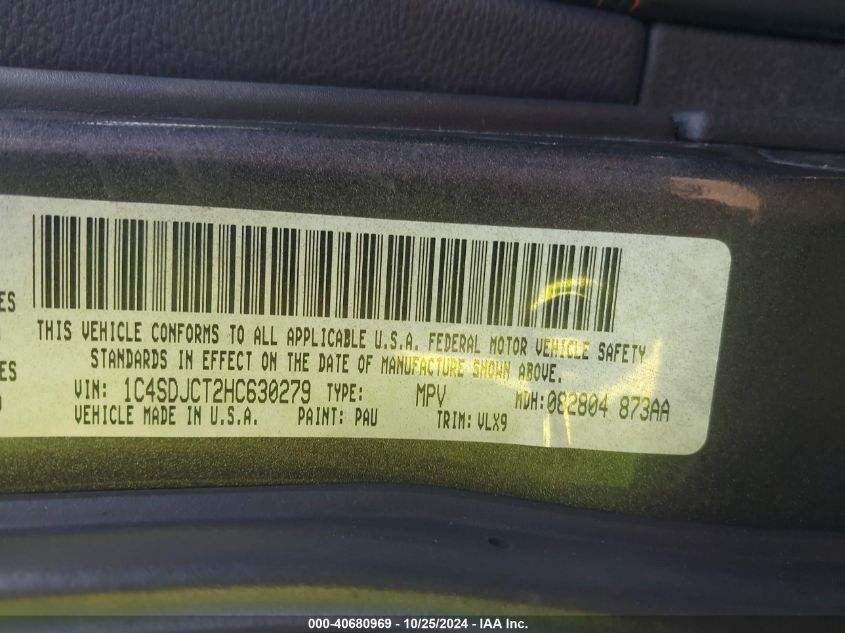 ES
THIS VEHICLE CONFORMS TO ALL APPLICABLE U.S.A. FEDERAL MOTOR VEHICLE SAFETY
STANDARDS IN EFFECT ON THE DATE OF MANUFACTURE SHOWN ABOVE.
ES
VIN: 1C4SDJCT2HC630279 TYPE: MPV MDH:082804 873AA
VEHICLE MADE IN U.S.A. PAINT: PAU TRIM: VLX9
000-40680969 • 10/25/2024 - IAA Inc.